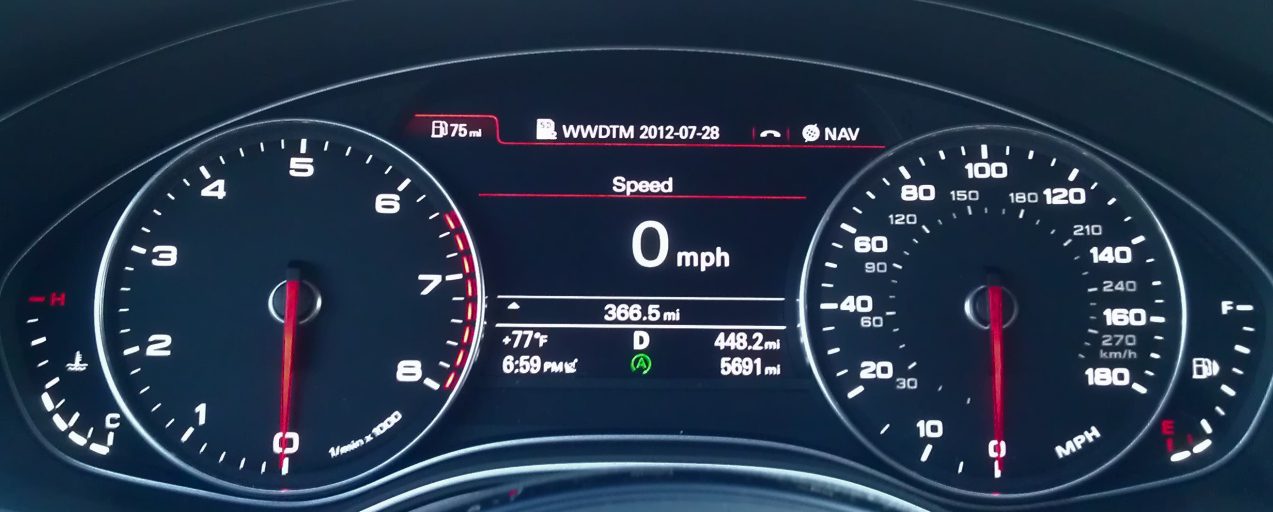 75 mi
SD 2 WWDTM 2012-07-28
NAV
Speed
0 mph
366.5 mi
+77°F D 448.2 mi
6:59 PM A 5691 mi
0
1
2
3
4
5
6
7
8
1/min x 1000
H
C
0
10
20
40
60
80
100
120
140
160
180
MPH
30
60
90
120
150
180
210
240
270
km/h
F
E